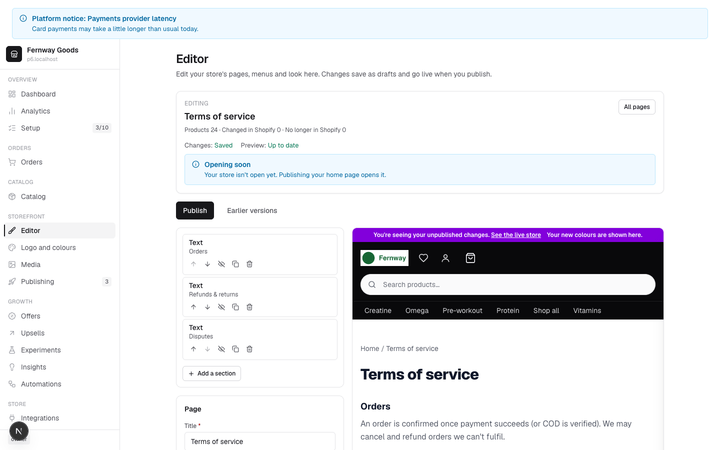 Platform notice: Payments provider latency
Card payments may take a little longer than usual today.
Fernway Goods
p6.localhost
OVERVIEW
Dashboard
Analytics
Setup 3/10
ORDERS
Orders
CATALOG
Catalog
STOREFRONT
Editor
Logo and colours
Media
Publishing 3
GROWTH
Offers
Upsells
Experiments
Insights
Automations
STORE
Integrations
N
Editor
Edit your store's pages, menus and look here. Changes save as drafts and go live when you publish.
EDITING
Terms of service
All pages
Products 24 · Changed in Shopify 0 · No longer in Shopify 0
Changes: Saved Preview: Up to date
Opening soon
Your store isn't open yet. Publishing your home page opens it.
Publish Earlier versions
Text
Orders
Text
Refunds & returns
Text
Disputes
Add a section
Page
Title *
Terms of service
You're seeing your unpublished changes. See the live store Your new colours are shown here.
Fernway
Search products...
Creatine Omega Pre-workout Protein Shop all Vitamins
Home / Terms of service
Terms of service
Orders
An order is confirmed once payment succeeds (or COD is verified). We may
cancel and refund orders we can't fulfil.